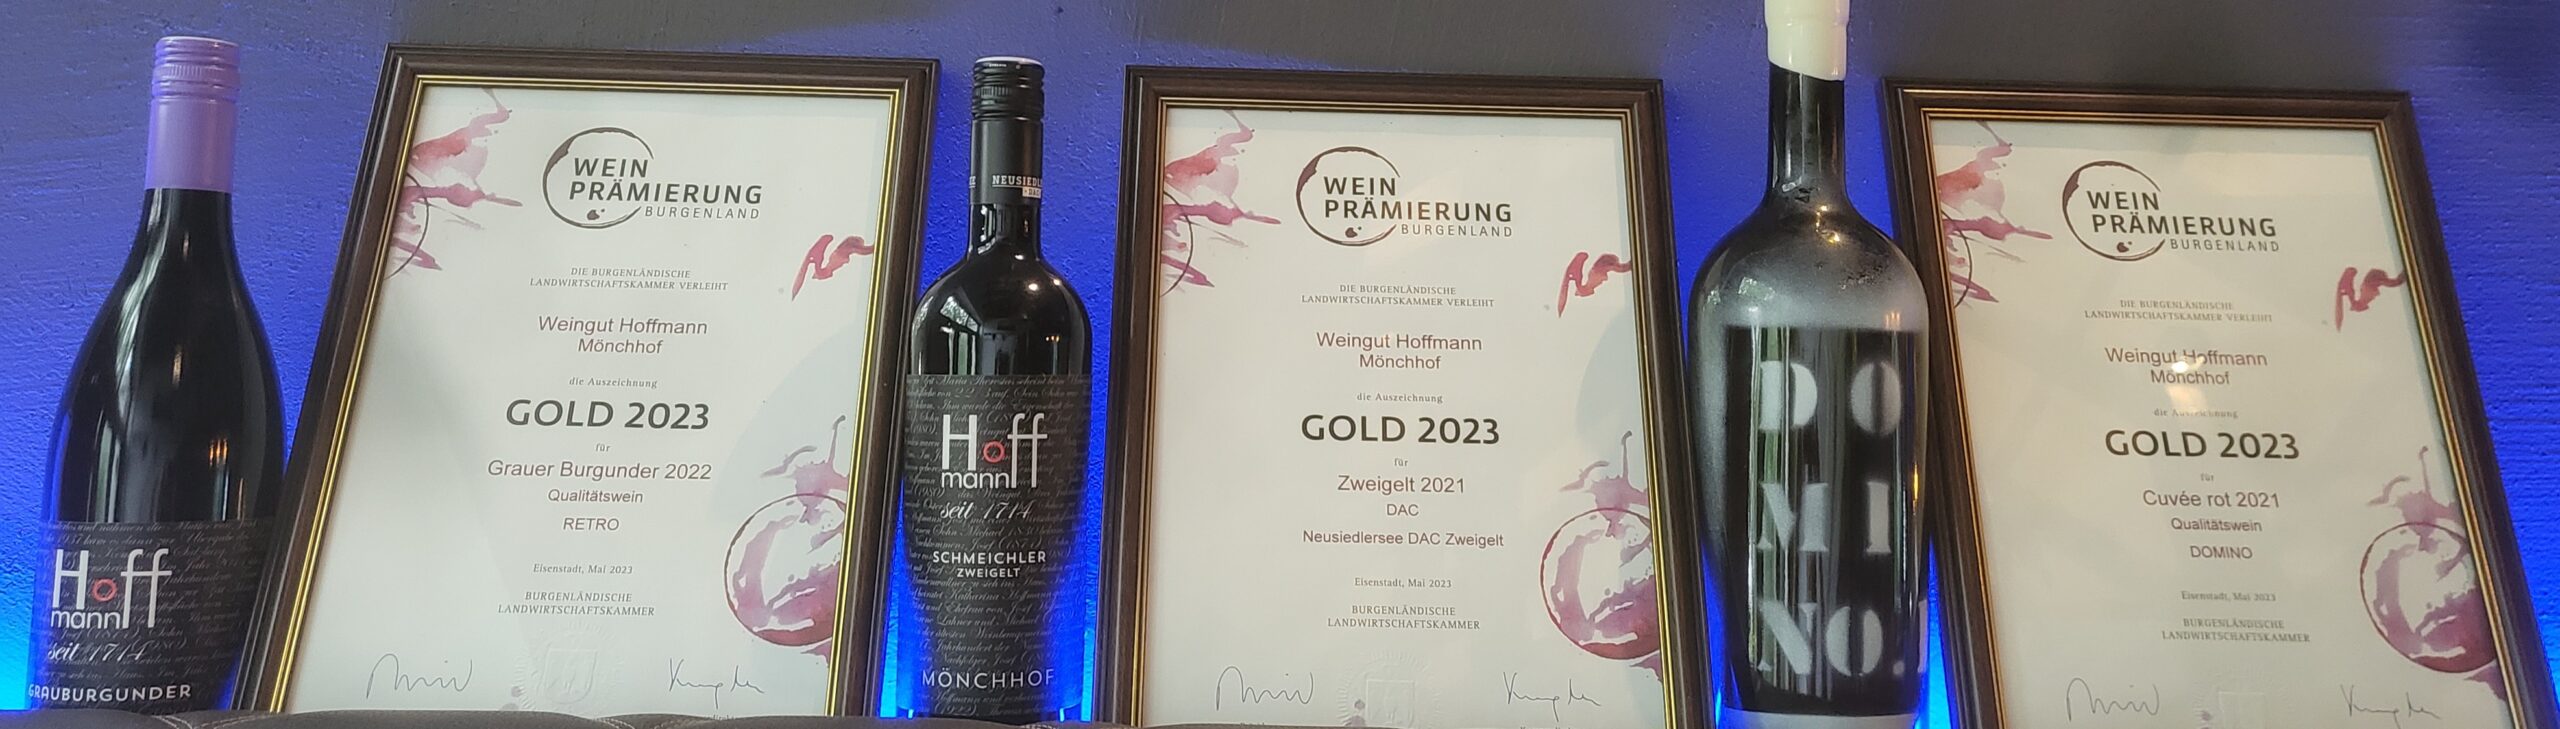 Hoff
mann
seit 1714
GRAUBURGUNDER
WEIN
PRÄMIERUNG
BURGENLAND
DIE BURGENLÄNDISCHE
LANDWIRTSCHAFTSKAMMER VERLEIHT
Weingut Hoffmann
Mönchhof
die Auszeichnung
GOLD 2023
für
Grauer Burgunder 2022
Qualitätswein
RETRO
Eisenstadt, Mai 2023
BURGENLÄNDISCHE
LANDWIRTSCHAFTSKAMMER
NEUSIEDL
DAC
Hoff
mann
seit 1714
SCHMEICHLER
ZWEIGELT
MÖNCHHOF
WEIN
PRÄMIERUNG
BURGENLAND
DIE BURGENLÄNDISCHE
LANDWIRTSCHAFTSKAMMER VERLEIHT
Weingut Hoffmann
Mönchhof
die Auszeichnung
GOLD 2023
für
Zweigelt 2021
DAC
Neusiedlersee DAC Zweigelt
Eisenstadt, Mai 2023
BURGENLÄNDISCHE
LANDWIRTSCHAFTSKAMMER
DO
MI
NO.
WEIN
PRÄMIERUNG
BURGENLAND
DIE BURGENLÄNDISCHE
LANDWIRTSCHAFTSKAMMER VERLEIHT
Weingut Hoffmann
Mönchhof
die Auszeichnung
GOLD 2023
für
Cuvée rot 2021
Qualitätswein
DOMINO
Eisenstadt, Mai 2023
BURGENLÄNDISCHE
LANDWIRTSCHAFTSKAMMER